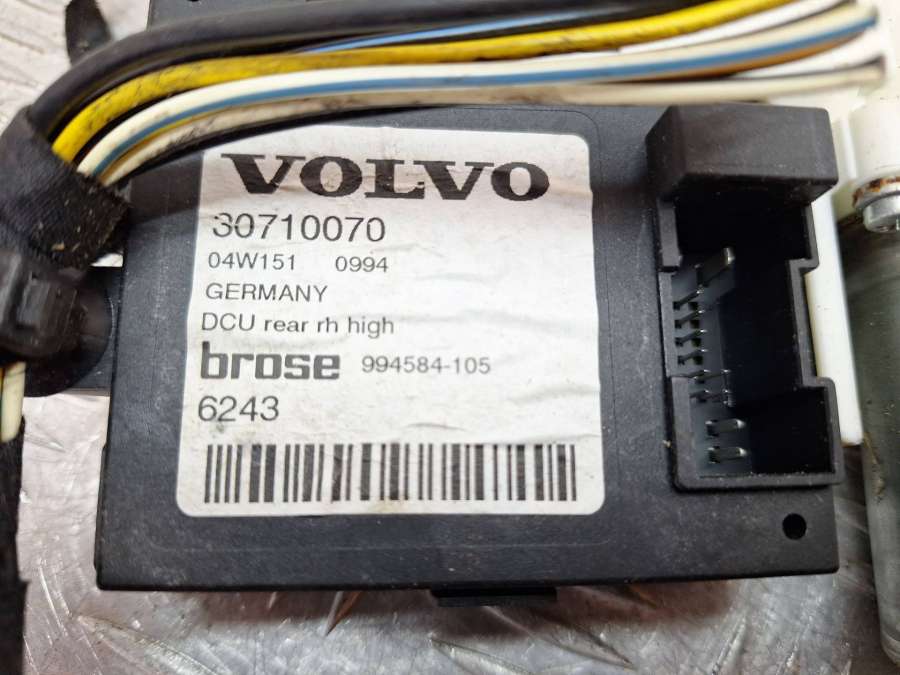 VOLVO
30710070
04W151 0994
GERMANY
DCU rear rh high
brose 994584-105
6243